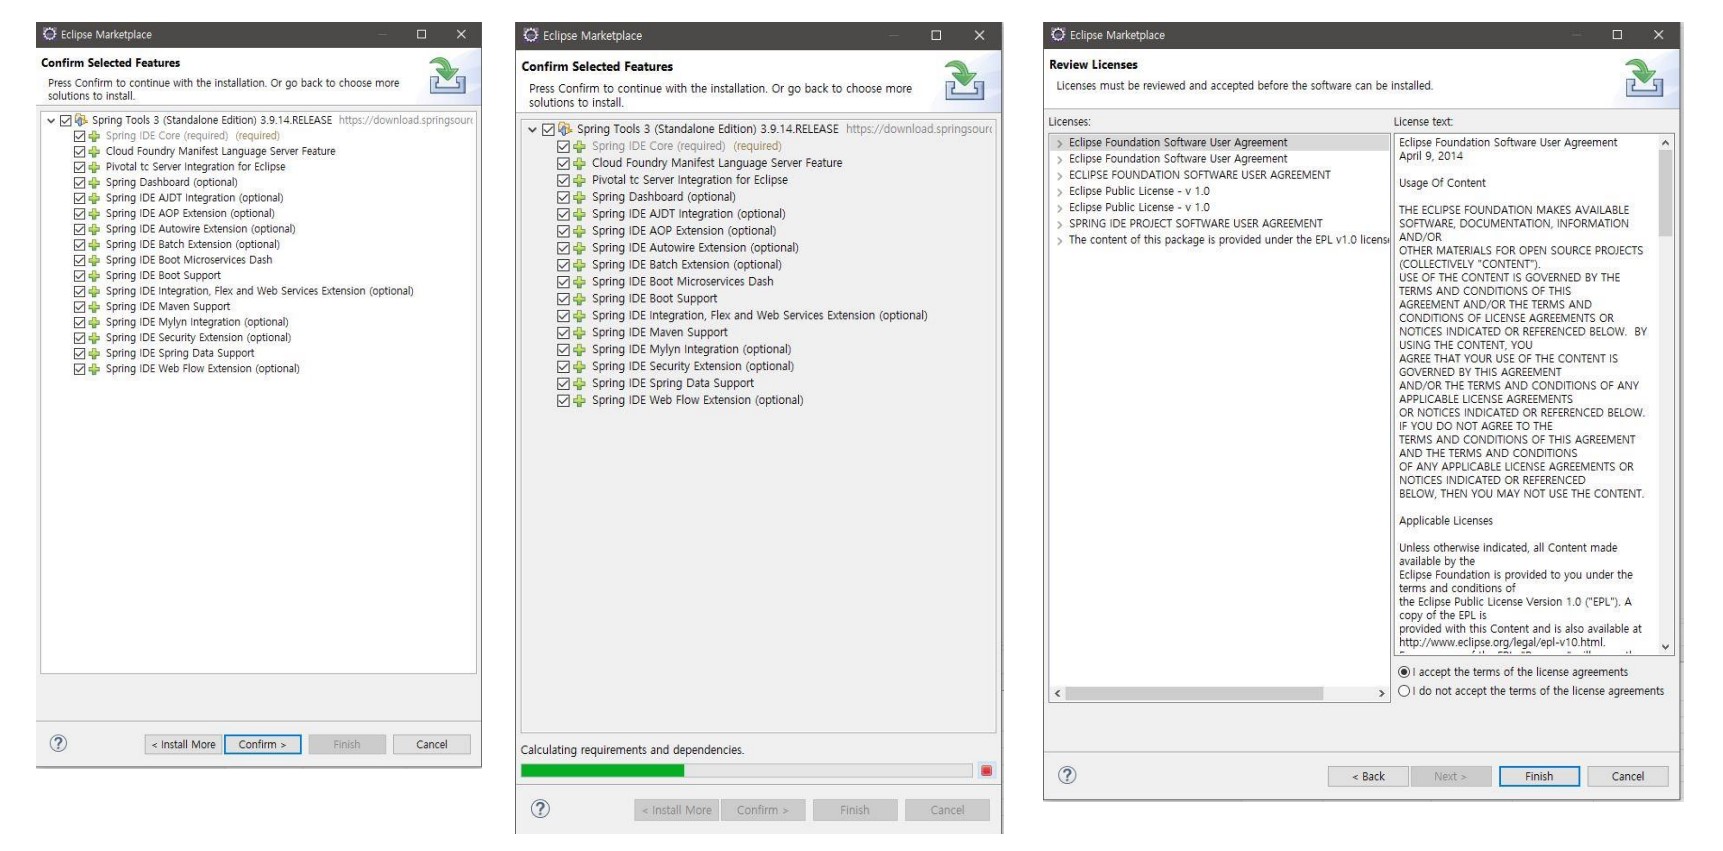 Eclipse Marketplace
Confirm Selected Features
Press Confirm to continue with the installation. Or go back to choose more
solutions to install.
Spring Tools 3 (Standalone Edition) 3.9.14.RELEASE https://download.springsour
Spring IDE Core (required) (required)
Cloud Foundry Manifest Language Server Feature
Pivotal tc Server Integration for Eclipse
Spring Dashboard (optional)
Spring IDE AJDT Integration (optional)
Spring IDE AOP Extension (optional)
Spring IDE Autowire Extension (optional)
Spring IDE Batch Extension (optional)
Spring IDE Boot Microservices Dash
Spring IDE Boot Support
Spring IDE Integration, Flex and Web Services Extension (optional)
Spring IDE Maven Support
Spring IDE Mylyn Integration (optional)
Spring IDE Security Extension (optional)
Spring IDE Spring Data Support
Spring IDE Web Flow Extension (optional)
? < Install More Confirm > Finish Cancel
Eclipse Marketplace
Confirm Selected Features
Press Confirm to continue with the installation. Or go back to choose more
solutions to install.
Spring Tools 3 (Standalone Edition) 3.9.14.RELEASE https://download.springsourc
Spring IDE Core (required) (required)
Cloud Foundry Manifest Language Server Feature
Pivotal tc Server Integration for Eclipse
Spring Dashboard (optional)
Spring IDE AJDT Integration (optional)
Spring IDE AOP Extension (optional)
Spring IDE Autowire Extension (optional)
Spring IDE Batch Extension (optional)
Spring IDE Boot Microservices Dash
Spring IDE Boot Support
Spring IDE Integration, Flex and Web Services Extension (optional)
Spring IDE Maven Support
Spring IDE Mylyn Integration (optional)
Spring IDE Security Extension (optional)
Spring IDE Spring Data Support
Spring IDE Web Flow Extension (optional)
Calculating requirements and dependencies.
? < Install More Confirm > Finish Cancel
Eclipse Marketplace
Review Licenses
Licenses must be reviewed and accepted before the software can be installed.
Licenses:
Eclipse Foundation Software User Agreement
Eclipse Foundation Software User Agreement
ECLIPSE FOUNDATION SOFTWARE USER AGREEMENT
Eclipse Public License - v 1.0
Eclipse Public License - v 1.0
SPRING IDE PROJECT SOFTWARE USER AGREEMENT
The content of this package is provided under the EPL v1.0 license
License text:
Eclipse Foundation Software User Agreement
April 9, 2014
Usage Of Content
THE ECLIPSE FOUNDATION MAKES AVAILABLE
SOFTWARE, DOCUMENTATION, INFORMATION
AND/OR
OTHER MATERIALS FOR OPEN SOURCE PROJECTS
(COLLECTIVELY "CONTENT").
USE OF THE CONTENT IS GOVERNED BY THE
TERMS AND CONDITIONS OF THIS
AGREEMENT AND/OR THE TERMS AND
CONDITIONS OF LICENSE AGREEMENTS OR
NOTICES INDICATED OR REFERENCED BELOW. BY
USING THE CONTENT, YOU
AGREE THAT YOUR USE OF THE CONTENT IS
GOVERNED BY THIS AGREEMENT
AND/OR THE TERMS AND CONDITIONS OF ANY
APPLICABLE LICENSE AGREEMENTS
OR NOTICES INDICATED OR REFERENCED BELOW.
IF YOU DO NOT AGREE TO THE
TERMS AND CONDITIONS OF THIS AGREEMENT
AND THE TERMS AND CONDITIONS
OF ANY APPLICABLE LICENSE AGREEMENTS OR
NOTICES INDICATED OR REFERENCED
BELOW, THEN YOU MAY NOT USE THE CONTENT.
Applicable Licenses
Unless otherwise indicated, all Content made
available by the
Eclipse Foundation is provided to you under the
terms and conditions of
the Eclipse Public License Version 1.0 ("EPL"). A
copy of the EPL is
provided with this Content and is also available at
http://www.eclipse.org/legal/epl-v10.html.
I accept the terms of the license agreements
I do not accept the terms of the license agreements
? < Back Next > Finish Cancel